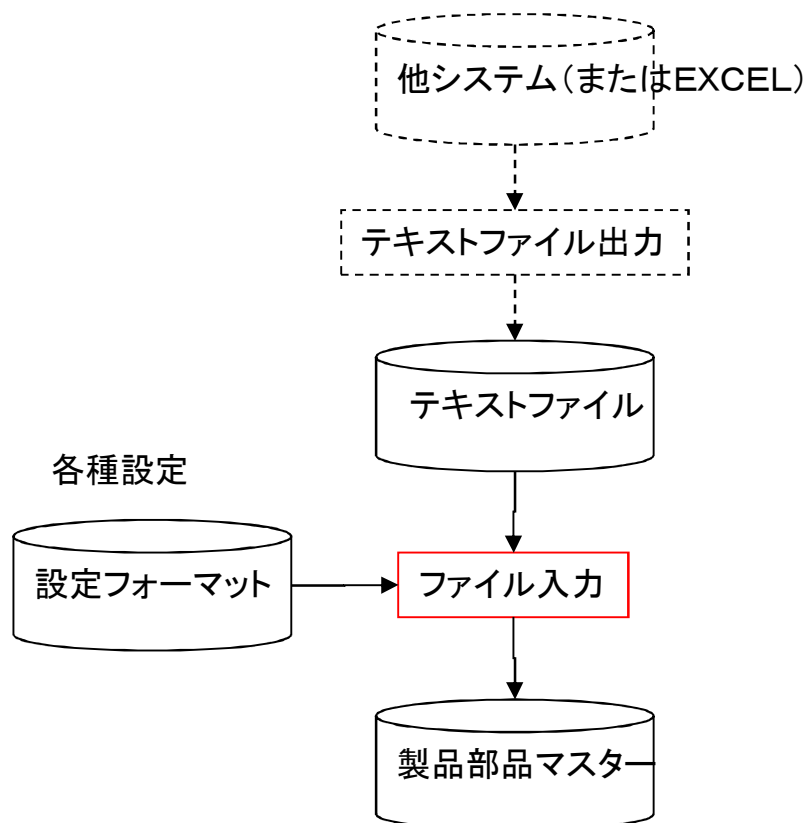 他システム（またはEXCEL）
テキストファイル出力
テキストファイル
各種設定
設定フォーマット
ファイル入力
製品部品マスター